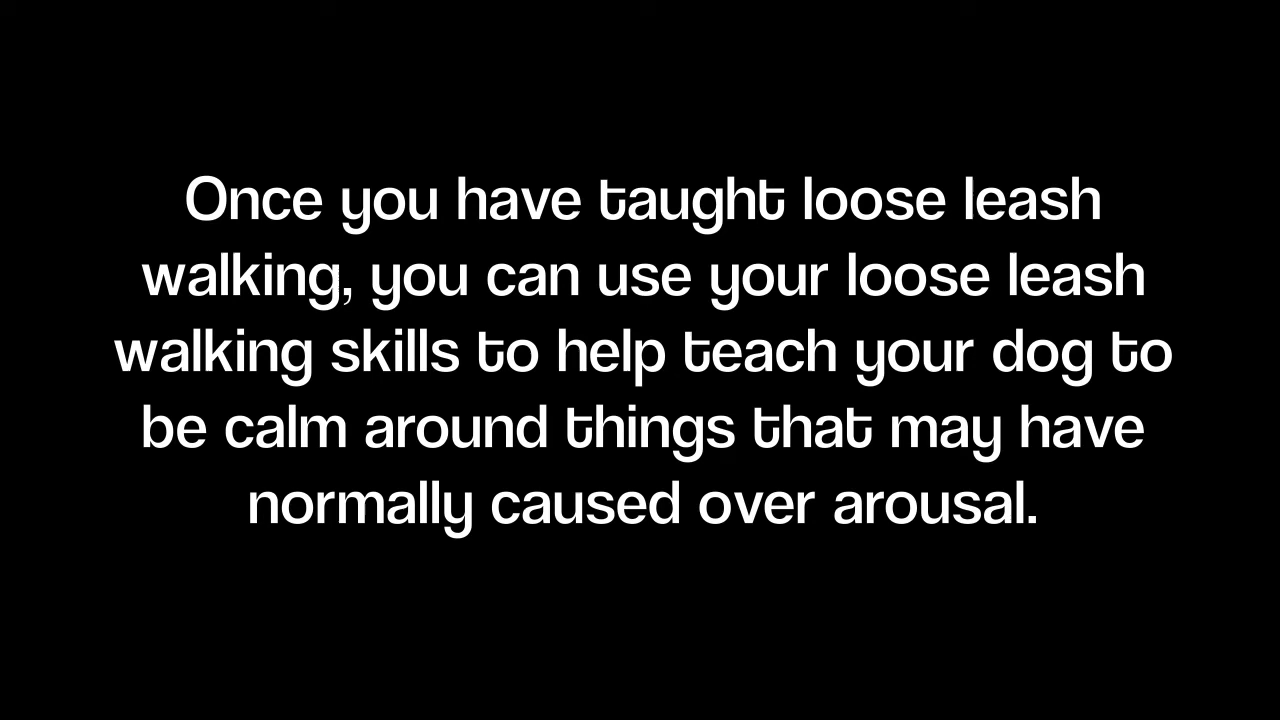 Once you have taught loose leash
walking, you can use your loose leash
walking skills to help teach your dog to
be calm around things that may have
normally caused over arousal.